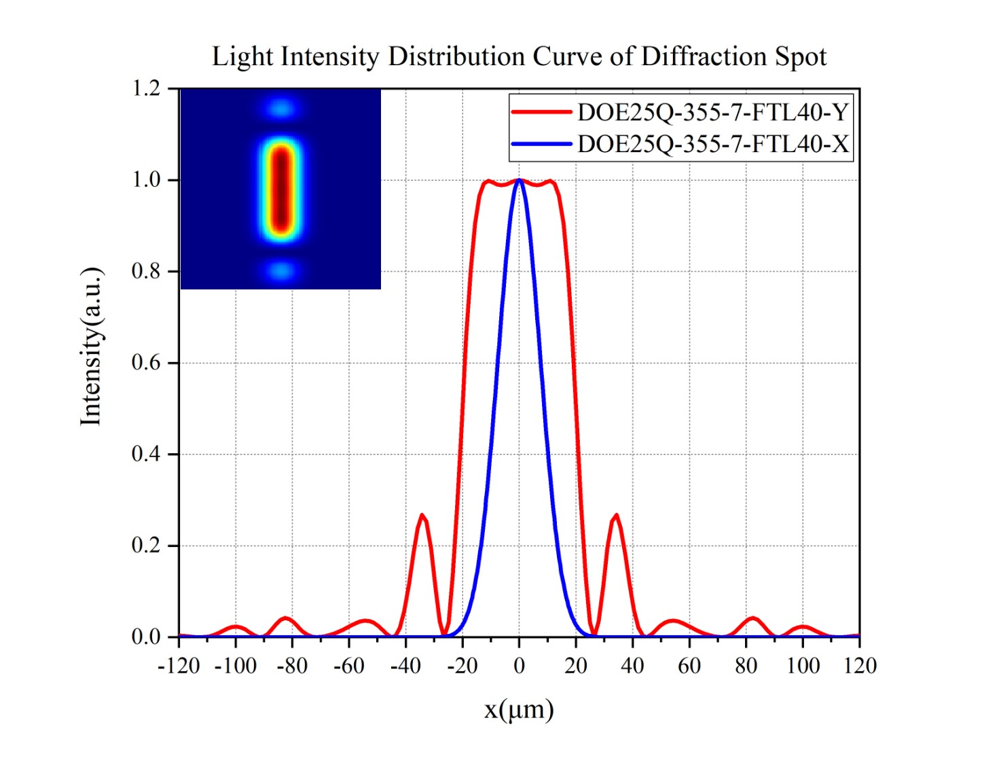 Light Intensity Distribution Curve of Diffraction Spot
DOE25Q-355-7-FTL40-Y
DOE25Q-355-7-FTL40-X
Intensity(a.u.)
1.2
1.0
0.8
0.6
0.4
0.2
0.0
-120 -100 -80 -60 -40 -20 0 20 40 60 80 100 120
x(μm)